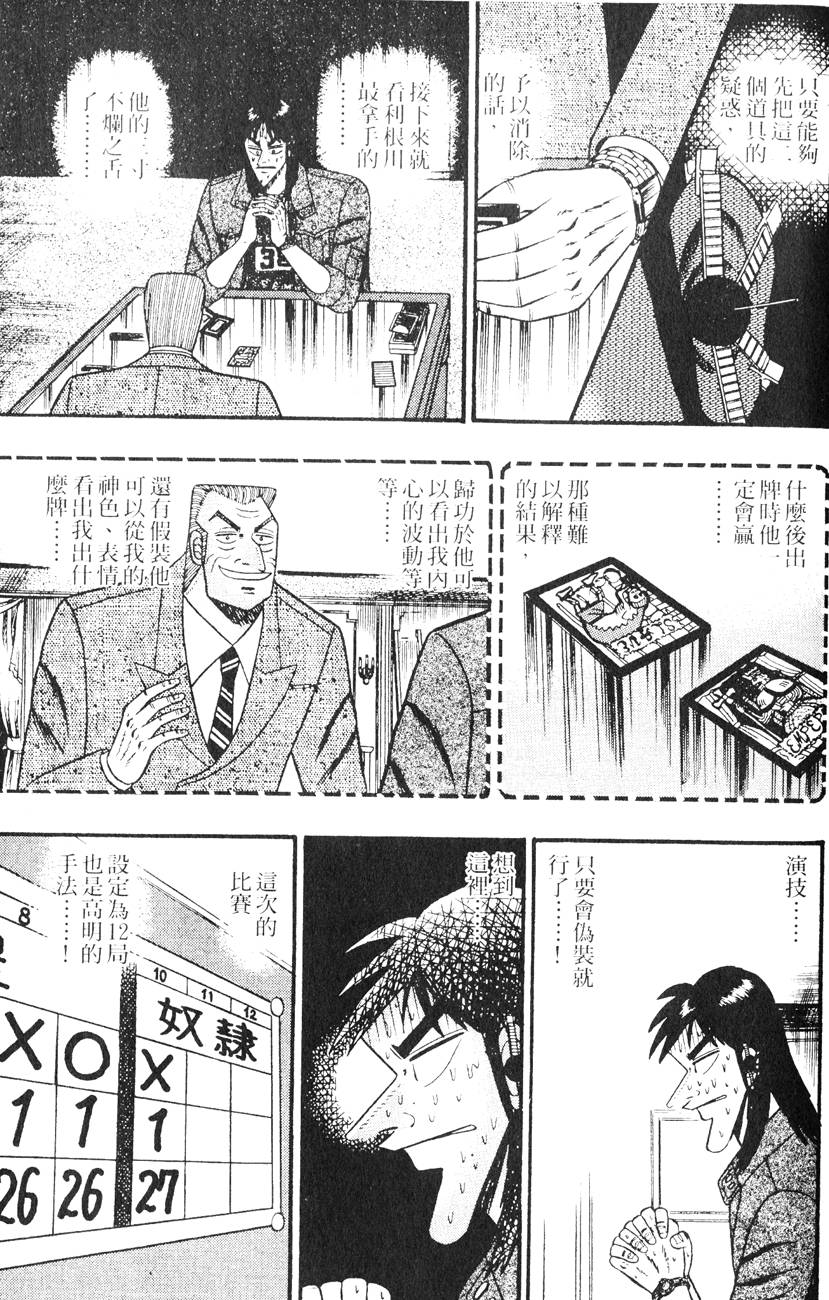 只要能夠
先把這二
個道具的
疑惑,
予以消除
的話,
接下來就
看利根川
最拿手的
……
他的三寸
不爛之舌
了……
什麼後出
牌時他一
定會贏
……
那種難
以解釋
的結果,
歸功於他可
以看出我內
心的波動等
等……
還有假裝他
可以從我的
神色、表情
看出我出什
麼牌……
演技……
只要會偽裝就
行了……!
想到
這裡……
這次的
比賽
設定為12局
也是高明的
手法……!
8
10 11 12
奴隸
X O X
1 1 1
26 26 27